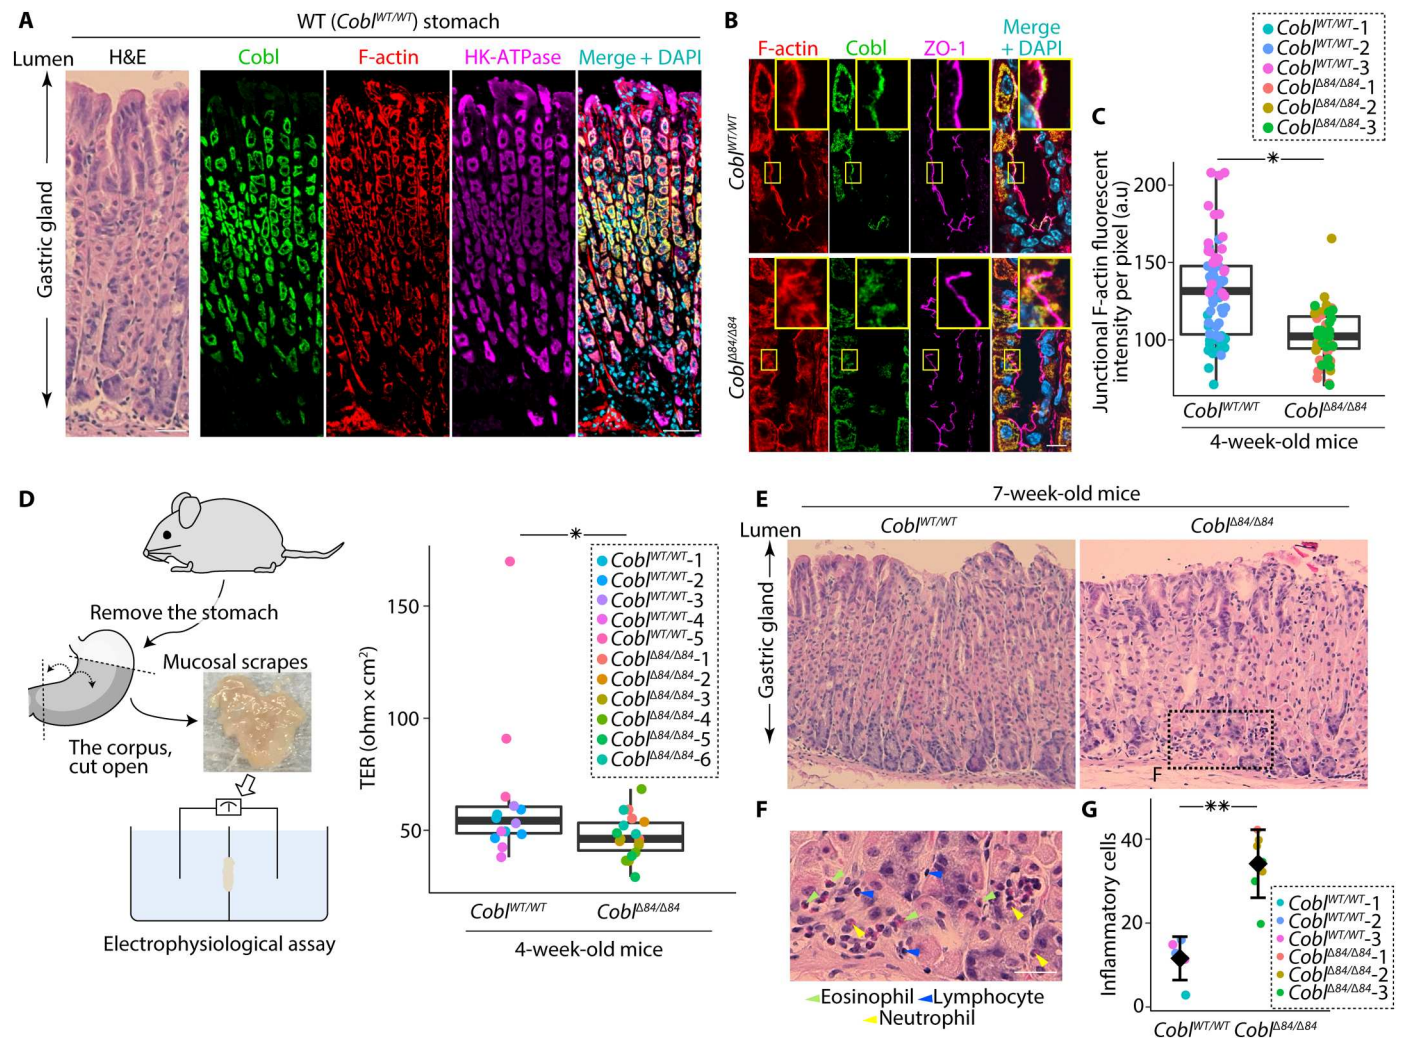 A
WT (Cobl^WT/WT) stomach
Lumen
H&E
Cobl
F-actin
HK-ATPase
Merge + DAPI
Gastric gland
B
F-actin
Cobl
ZO-1
Merge
+ DAPI
Cobl^WT/WT
Cobl^Δ84/Δ84
Cobl^WT/WT-1
Cobl^WT/WT-2
Cobl^WT/WT-3
Cobl^Δ84/Δ84-1
Cobl^Δ84/Δ84-2
Cobl^Δ84/Δ84-3
C
*
Junctional F-actin fluorescent
intensity per pixel (a.u)
200
150
100
Cobl^WT/WT
Cobl^Δ84/Δ84
4-week-old mice
D
Remove the stomach
Mucosal scrapes
The corpus,
cut open
Electrophysiological assay
*
TER (ohm × cm²)
150
100
50
Cobl^WT/WT-1
Cobl^WT/WT-2
Cobl^WT/WT-3
Cobl^WT/WT-4
Cobl^WT/WT-5
Cobl^Δ84/Δ84-1
Cobl^Δ84/Δ84-2
Cobl^Δ84/Δ84-3
Cobl^Δ84/Δ84-4
Cobl^Δ84/Δ84-5
Cobl^Δ84/Δ84-6
Cobl^WT/WT
Cobl^Δ84/Δ84
4-week-old mice
E
7-week-old mice
Lumen
Cobl^WT/WT
Cobl^Δ84/Δ84
Gastric gland
F
F
Eosinophil
Lymphocyte
Neutrophil
G
**
Inflammatory cells
40
20
0
Cobl^WT/WT-1
Cobl^WT/WT-2
Cobl^WT/WT-3
Cobl^Δ84/Δ84-1
Cobl^Δ84/Δ84-2
Cobl^Δ84/Δ84-3
Cobl^WT/WT Cobl^Δ84/Δ84